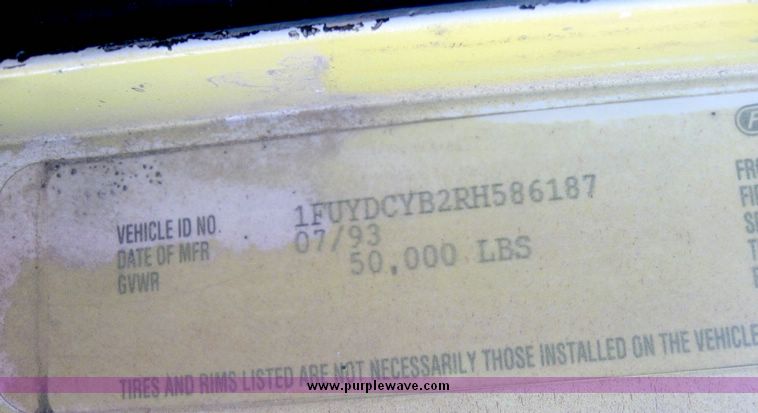 VEHICLE ID NO. 1FUYDCYB2RH586187
DATE OF MFR 07/93
GVWR 50,000 LBS
TIRES AND RIMS LISTED ARE NOT NECESSARILY THOSE INSTALLED ON THE VEHICLE
www.purplewave.com